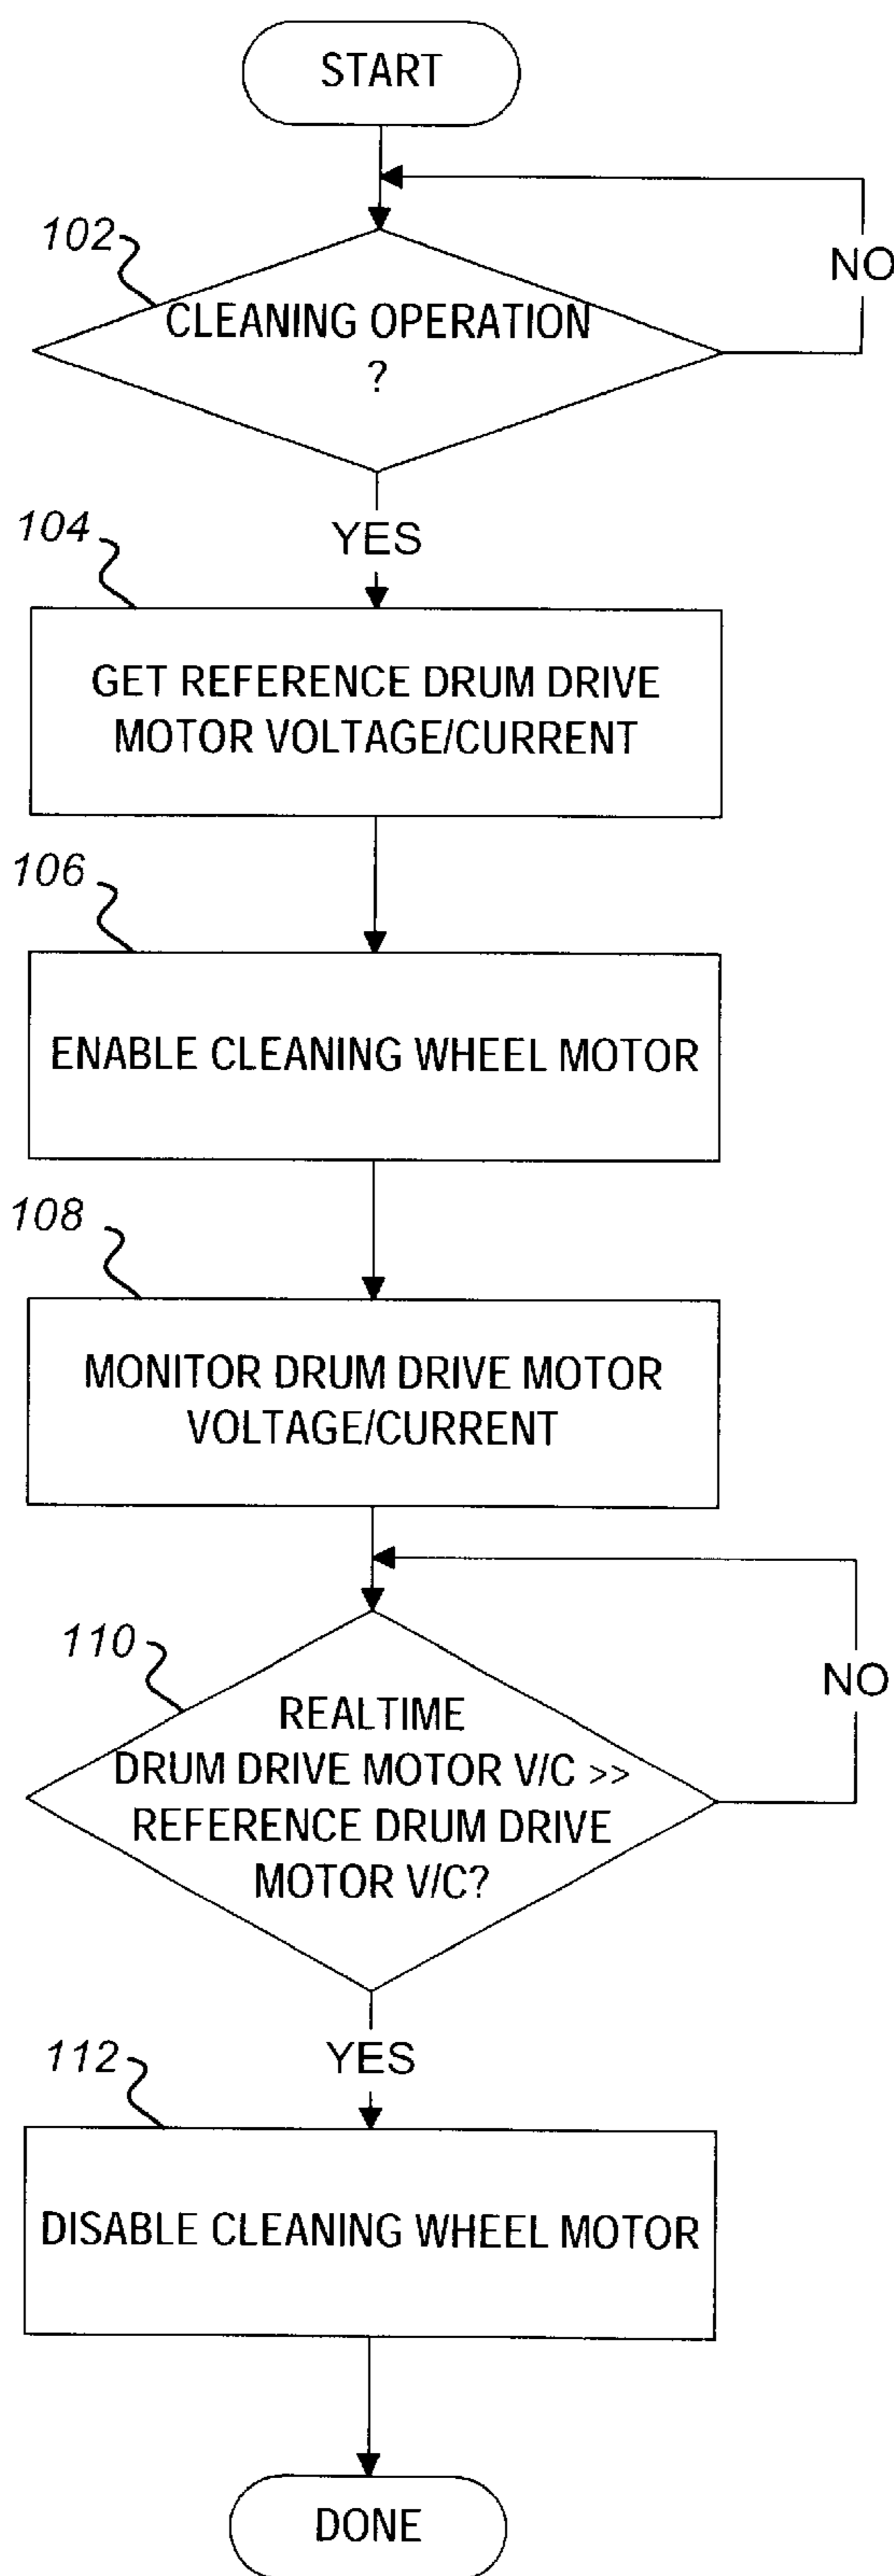 START
NO
102
CLEANING OPERATION
?
YES
104
GET REFERENCE DRUM DRIVE
MOTOR VOLTAGE/CURRENT
106
ENABLE CLEANING WHEEL MOTOR
108
MONITOR DRUM DRIVE MOTOR
VOLTAGE/CURRENT
110
NO
REALTIME
DRUM DRIVE MOTOR V/C >>
REFERENCE DRUM DRIVE
MOTOR V/C?
YES
112
DISABLE CLEANING WHEEL MOTOR
DONE